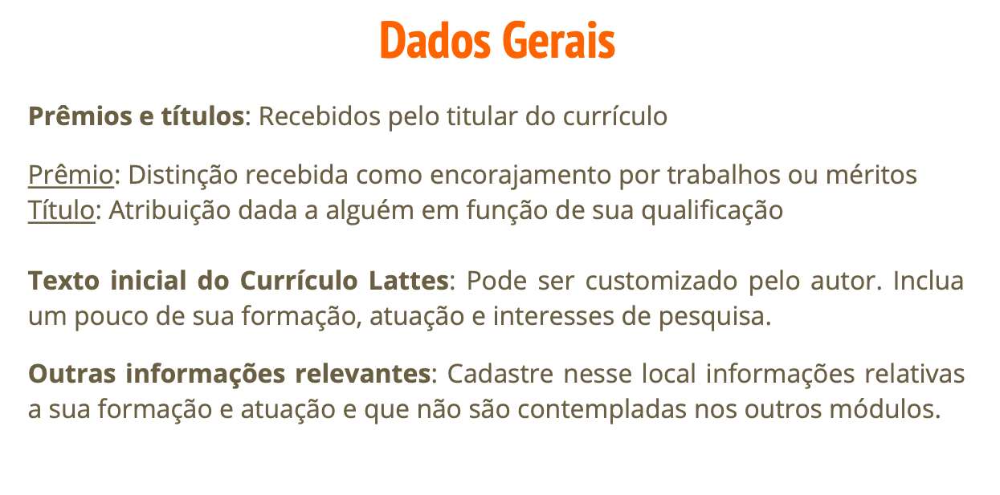 Dados Gerais
Prêmios e títulos: Recebidos pelo titular do currículo
Prêmio: Distinção recebida como encorajamento por trabalhos ou méritos
Título: Atribuição dada a alguém em função de sua qualificação
Texto inicial do Currículo Lattes: Pode ser customizado pelo autor. Inclua
um pouco de sua formação, atuação e interesses de pesquisa.
Outras informações relevantes: Cadastre nesse local informações relativas
a sua formação e atuação e que não são contempladas nos outros módulos.